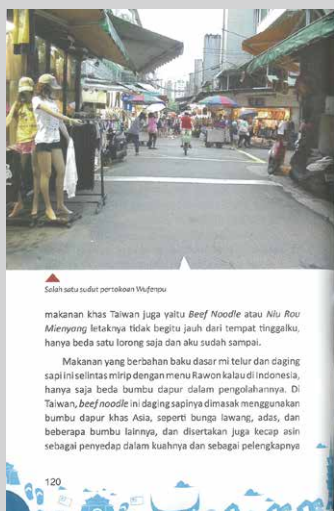 Salah satu sudut pertokoan Wufenpu
makanan khas Taiwan juga yaitu Beef Noodle atau Niu Rou
Mienyang letaknya tidak begitu jauh dari tempat tinggalku,
hanya beda satu lorong saja dan aku sudah sampai.
Makanan yang berbahan baku dasar mi telur dan daging
sapi ini selintas mirip dengan menu Rawon kalau di Indonesia,
hanya saja beda bumbu dapur dalam pengolahannya. Di
Taiwan, beef noodle ini daging sapinya dimasak menggunakan
bumbu dapur khas Asia, seperti bunga lawang, adas, dan
beberapa bumbu lainnya, dan disertakan juga kecap asin
sebagai penyedap dalam kuahnya dan sebagai pelengkapnya
120